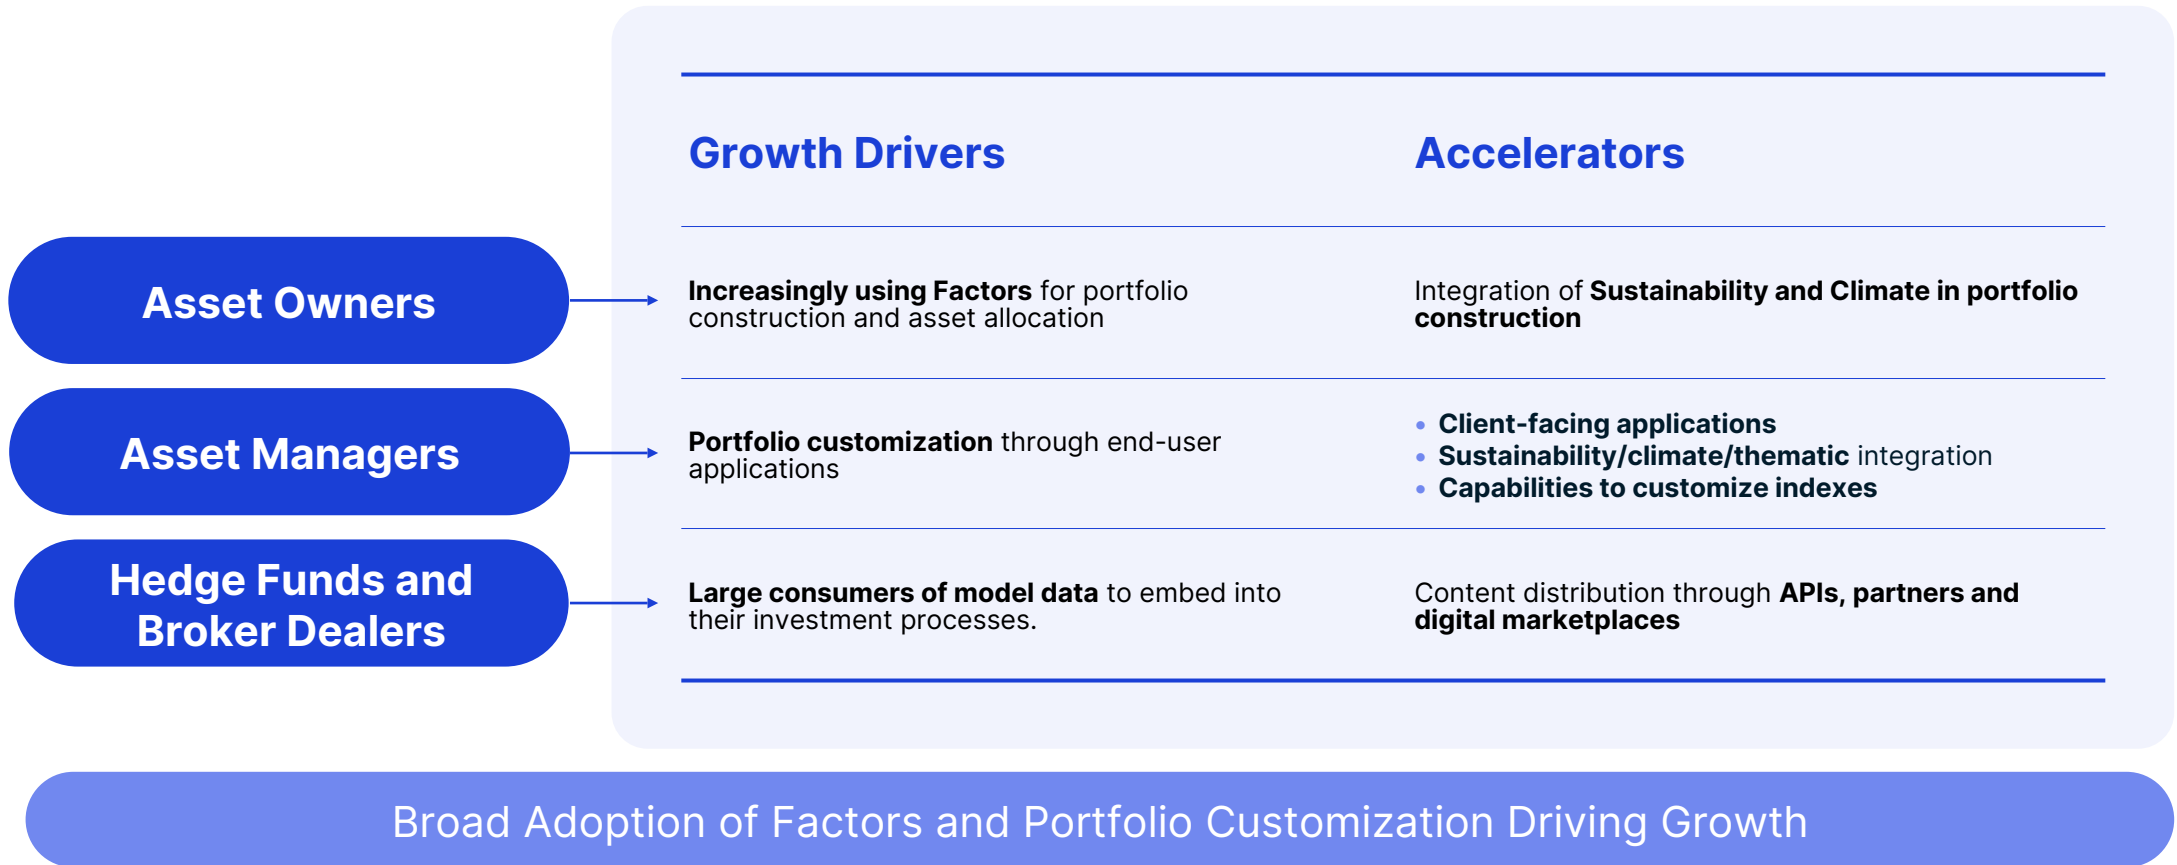 Growth Drivers
Accelerators
Asset Owners
Increasingly using Factors for portfolio
construction and asset allocation
Integration of Sustainability and Climate in portfolio
construction
Asset Managers
Portfolio customization through end-user
applications
• Client-facing applications
• Sustainability/climate/thematic integration
• Capabilities to customize indexes
Hedge Funds and
Broker Dealers
Large consumers of model data to embed into
their investment processes.
Content distribution through APIs, partners and
digital marketplaces
Broad Adoption of Factors and Portfolio Customization Driving Growth